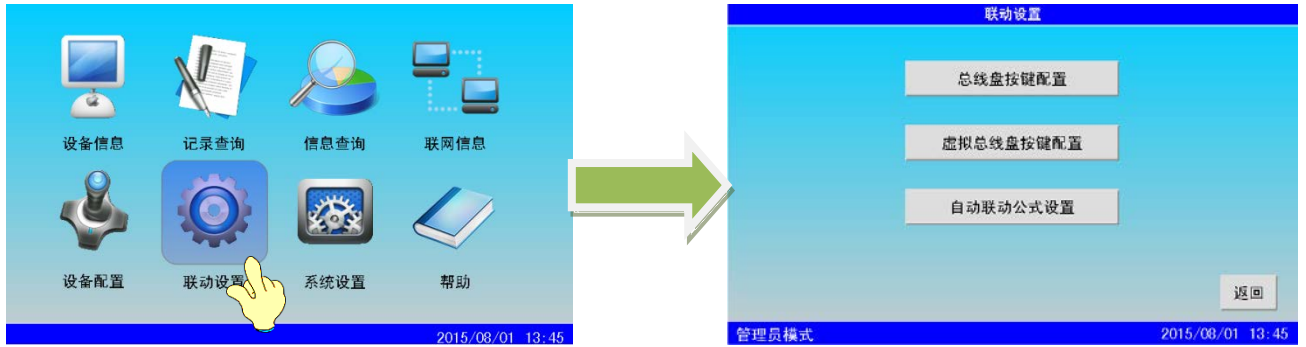 设备信息 记录查询 信息查询 联网信息
设备配置 联动设置 系统设置 帮助
2015/08/01 13:45
联动设置
总线盘按键配置
虚拟总线盘按键配置
自动联动公式设置
返回
管理员模式 2015/08/01 13:45